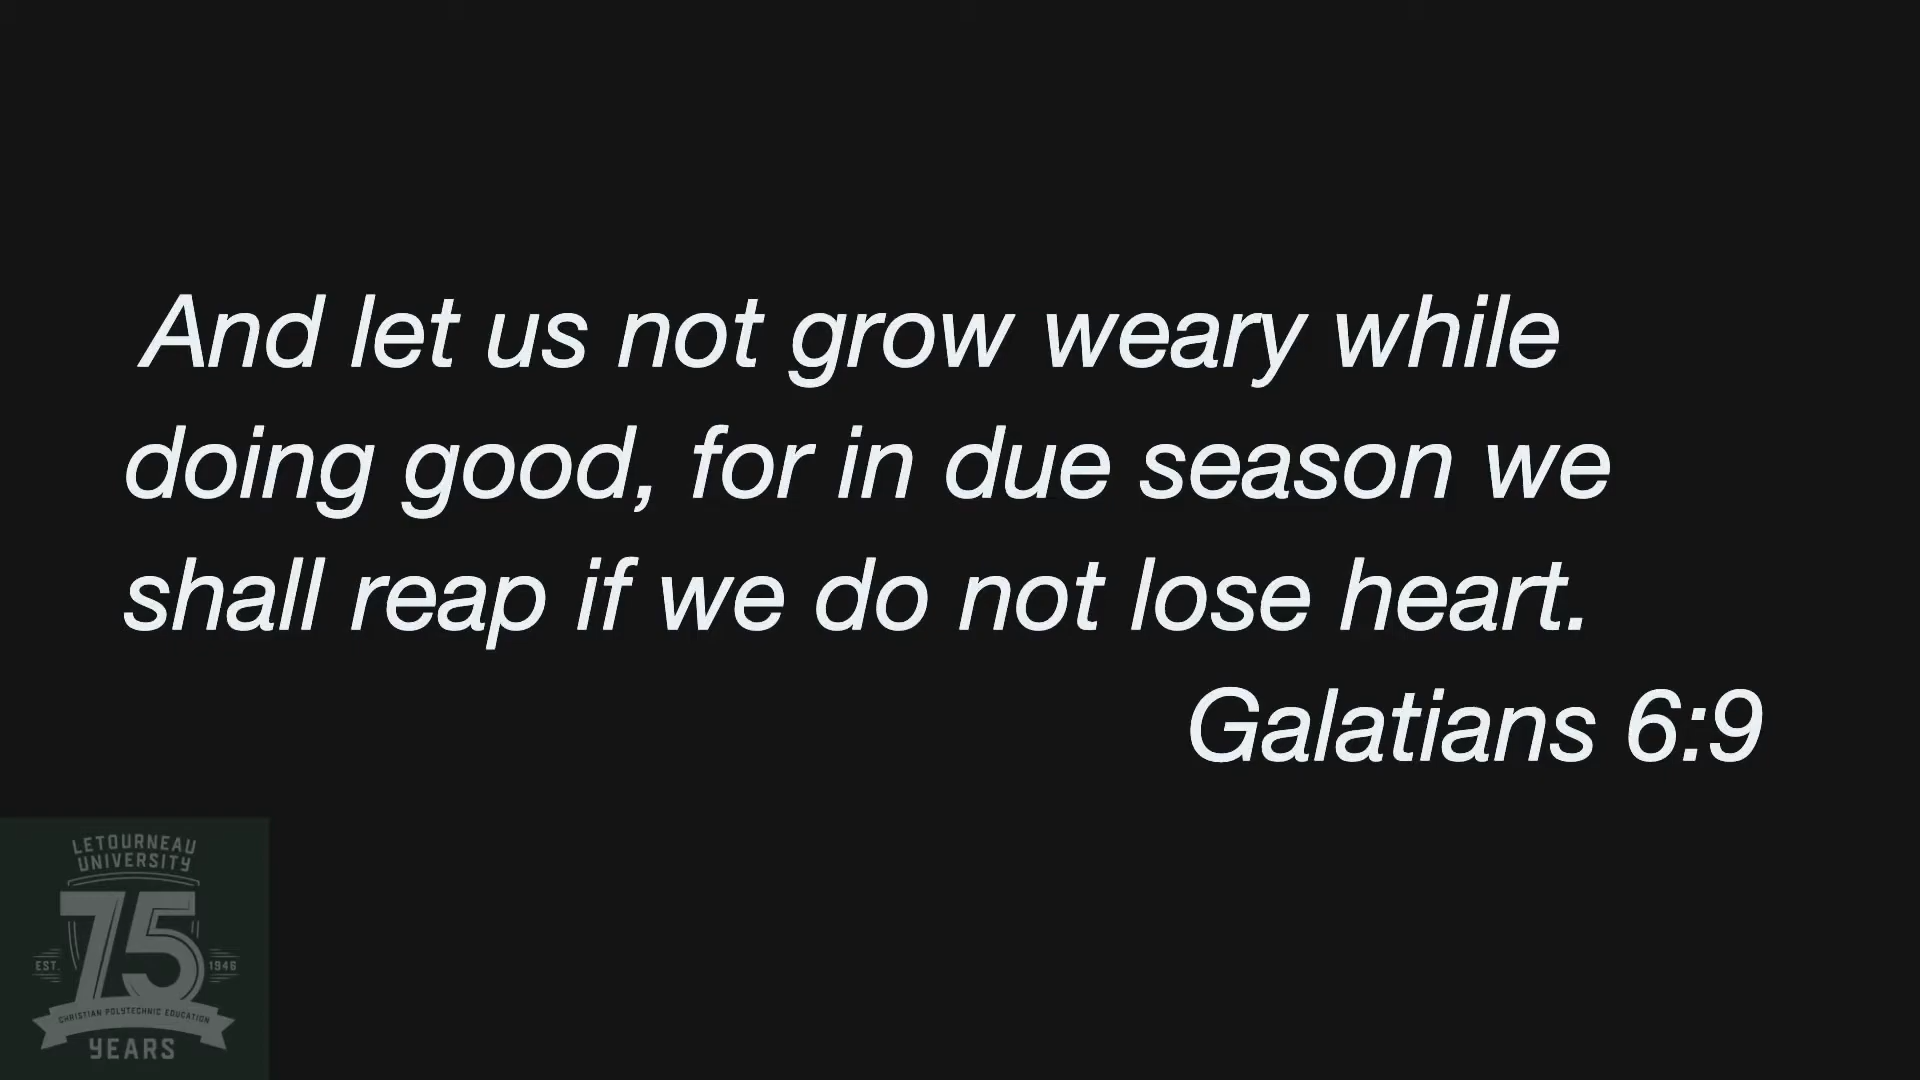 And let us not grow weary while
doing good, for in due season we
shall reap if we do not lose heart.
Galatians 6:9
LETOURNEAU
UNIVERSITY
75
EST. 1946
CHRISTIAN POLYTECHNIC EDUCATION
YEARS